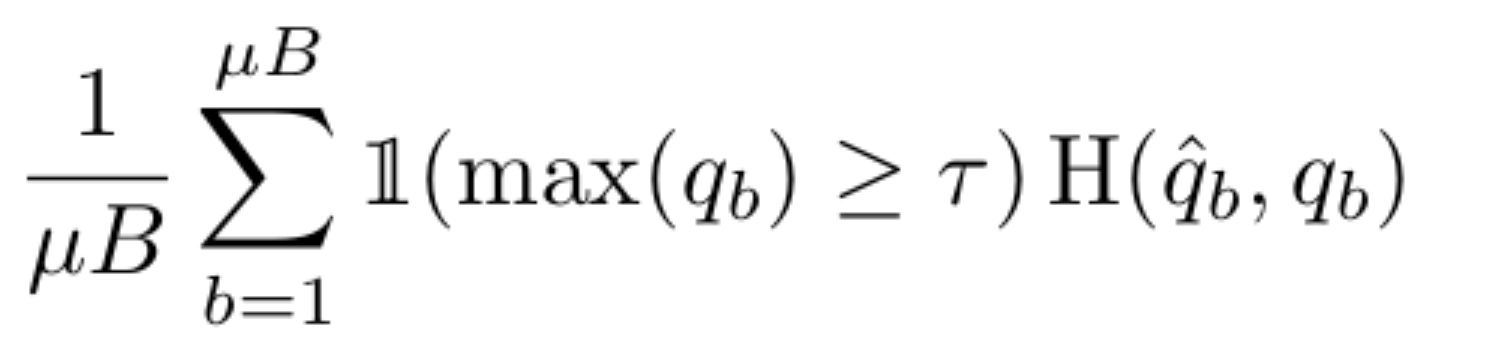 \frac{1}{\mu B} \sum_{b=1}^{\mu B} \mathbb{1}(\max(q_b) \geq \tau) \, \mathrm{H}(\hat{q}_b, q_b)